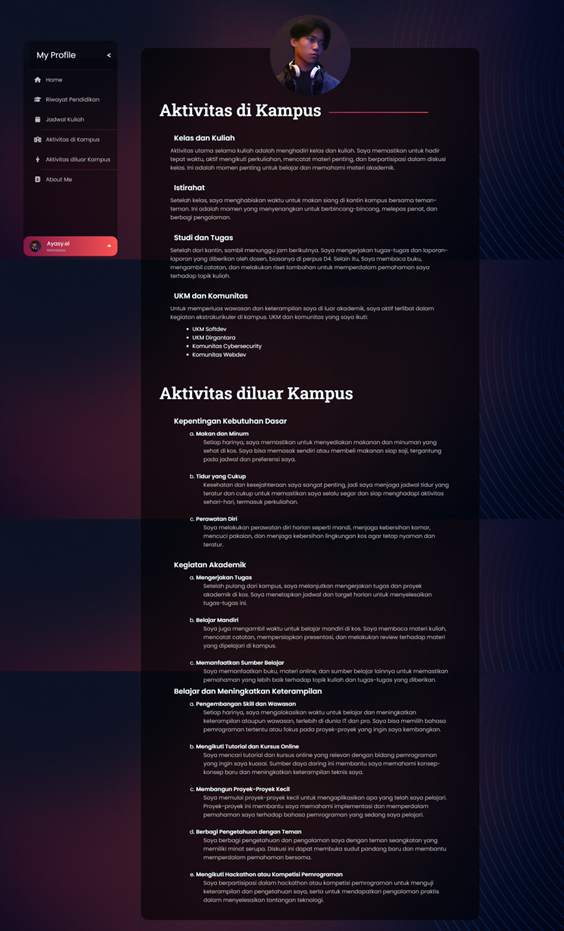 My Profile <
Home
Riwayat Pendidikan
Jadwal Kuliah
Aktivitas di Kampus
Aktivitas diluar Kampus
About Me
Ayasy.el
Aktivitas di Kampus
Kelas dan Kuliah
Aktivitas utama selama kuliah adalah menghadiri kelas dan kuliah. Saya memastikan untuk hadir
tepat waktu, aktif mengikuti perkuliahan, mencatat materi penting, dan berpartisipasi dalam diskusi
kelas. Ini adalah momen penting untuk belajar dan memahami materi akademik.
Istirahat
Setelah kelas, saya menghabiskan waktu untuk makan siang di kantin kampus bersama teman-
teman. Ini adalah momen yang menyenangkan untuk berbincang-bincang, melepas penat, dan
berbagi pengalaman.
Studi dan Tugas
Setelah dari kantin, sambil menunggu jam berikutnya. Saya mengerjakan tugas-tugas dan laporan-
laporan yang diberikan oleh dosen, biasanya di perpus D4. Selain itu, Saya membaca buku,
mengambil catatan, dan melakukan riset tambahan untuk memperdalam pemahaman saya
terhadap topik kuliah.
UKM dan Komunitas
Untuk memperluas wawasan dan keterampilan saya di luar akademik, saya aktif terlibat dalam
kegiatan ekstrakurikuler di kampus. UKM dan komunitas yang saya ikuti:
• UKM Softdev
• UKM Dirgantara
• Komunitas Cybersecurity
• Komunitas Webdev
Aktivitas diluar Kampus
Kepentingan Kebutuhan Dasar
a. Makan dan Minum
Setiap harinya, saya memastikan untuk menyediakan makanan dan minuman yang
sehat di kos. Saya bisa memasak sendiri atau membeli makanan siap saji, tergantung
pada jadwal dan preferensi saya.
b. Tidur yang Cukup
Kesehatan dan kesejahteraan saya sangat penting, jadi saya menjaga jadwal tidur yang
teratur dan cukup untuk memastikan saya selalu segar dan siap menghadapi aktivitas
sehari-hari, termasuk perkuliahan.
c. Perawatan Diri
Saya melakukan perawatan diri harian seperti mandi, menjaga kebersihan kamar,
mencuci pakaian, dan menjaga kebersihan lingkungan kos agar tetap nyaman dan
teratur.
Kegiatan Akademik
a. Mengerjakan Tugas
Setelah pulang dari kampus, saya melanjutkan mengerjakan tugas dan proyek
akademik di kos. Saya menetapkan jadwal dan target harian untuk menyelesaikan
tugas-tugas ini.
b. Belajar Mandiri
Saya juga mengambil waktu untuk belajar mandiri di kos. Saya membaca materi kuliah,
mencatat catatan, mempersiapkan presentasi, dan melakukan review terhadap materi
yang dipelajari di kampus.
c. Memanfaatkan Sumber Belajar
Saya memanfaatkan buku, materi online, dan sumber belajar lainnya untuk memastikan
pemahaman yang lebih baik terhadap topik kuliah dan tugas-tugas yang diberikan.
Belajar dan Meningkatkan Keterampilan
a. Pengembangan Skill dan Wawasan
Setiap harinya, saya mengalokasikan waktu untuk belajar dan meningkatkan
keterampilan ataupun wawasan, terlebih di dunia IT dan pro. Saya bisa memilih bahasa
pemrograman tertentu atau fokus pada proyek-proyek yang ingin saya kembangkan.
b. Mengikuti Tutorial dan Kursus Online
Saya mencari tutorial dan kursus online yang relevan dengan bidang pemrograman
yang ingin saya kuasai. Sumber daya daring ini membantu saya memahami konsep-
konsep baru dan meningkatkan keterampilan teknis saya.
c. Membangun Proyek-Proyek Kecil
Saya memulai proyek-proyek kecil untuk mengaplikasikan apa yang telah saya pelajari.
Proyek-proyek ini membantu saya memahami implementasi dan memperdalam
pemahaman saya terhadap bahasa pemrograman yang sedang saya pelajari.
d. Berbagi Pengetahuan dengan Teman
Saya berbagi pengetahuan dan pengalaman saya dengan teman seangkatan yang
memiliki minat serupa. Diskusi ini dapat membuka sudut pandang baru dan membantu
memperdalam pemahaman bersama.
e. Mengikuti Hackathon atau Kompetisi Pemrograman
Saya berpartisipasi dalam hackathon atau kompetisi pemrograman untuk menguji
keterampilan dan pengetahuan saya, serta untuk mendapatkan pengalaman praktis
dalam menyelesaikan tantangan teknologi.